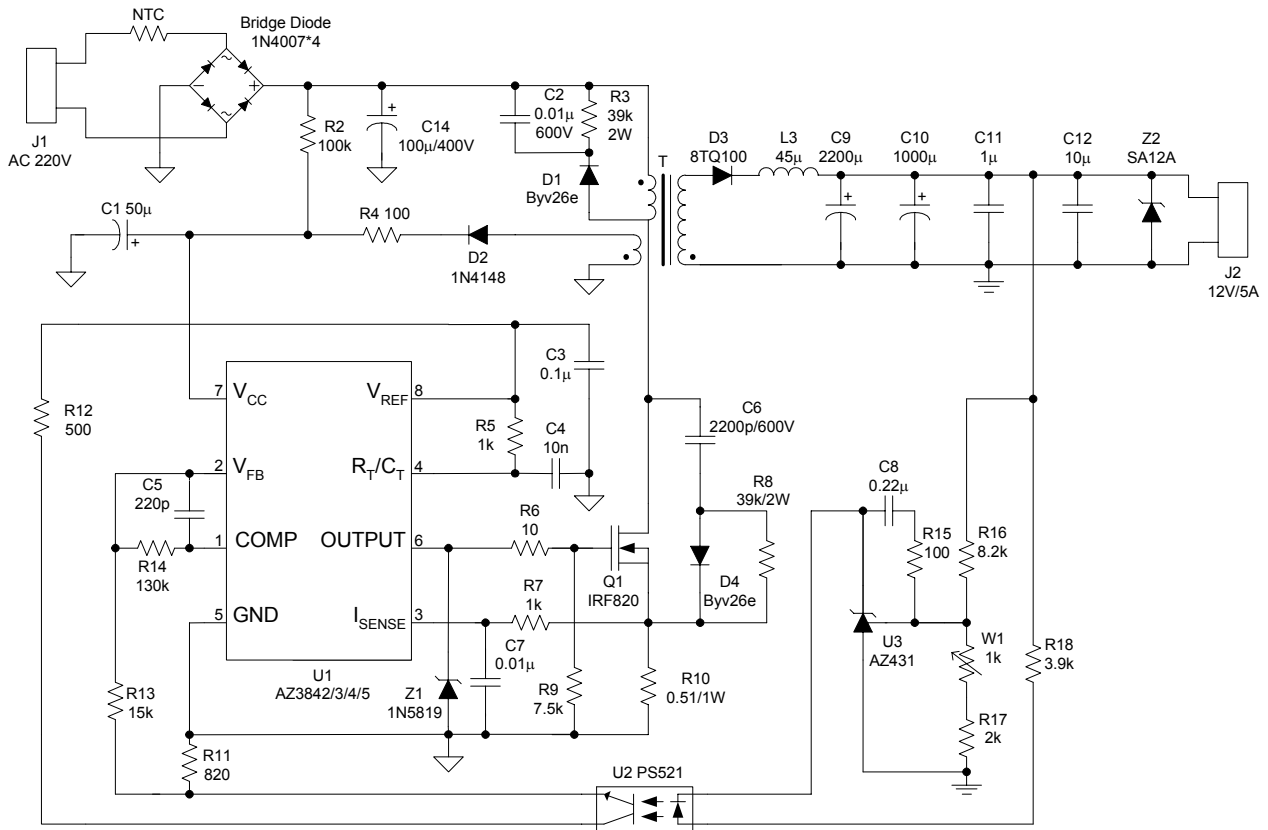 NTC
Bridge Diode
1N4007*4
J1
AC 220V
R2
100k
C14
100μ/400V
C2
0.01μ
600V
R3
39k
2W
D1
Byv26e
T
D3
8TQ100
L3
45μ
C9
2200μ
C10
1000μ
C11
1μ
C12
10μ
Z2
SA12A
J2
12V/5A
C1 50μ
R4 100
D2
1N4148
R12
500
C3
0.1μ
R5
1k
C4
10n
7 VCC
VREF 8
2 VFB
RT/CT 4
1 COMP
OUTPUT 6
5 GND
ISENSE 3
U1
AZ3842/3/4/5
C5
220p
R14
130k
R13
15k
R11
820
R6
10
R7
1k
C7
0.01μ
Z1
1N5819
R9
7.5k
Q1
IRF820
R10
0.51/1W
C6
2200p/600V
R8
39k/2W
D4
Byv26e
C8
0.22μ
R15
100
R16
8.2k
U3
AZ431
W1
1k
R17
2k
R18
3.9k
U2 PS521